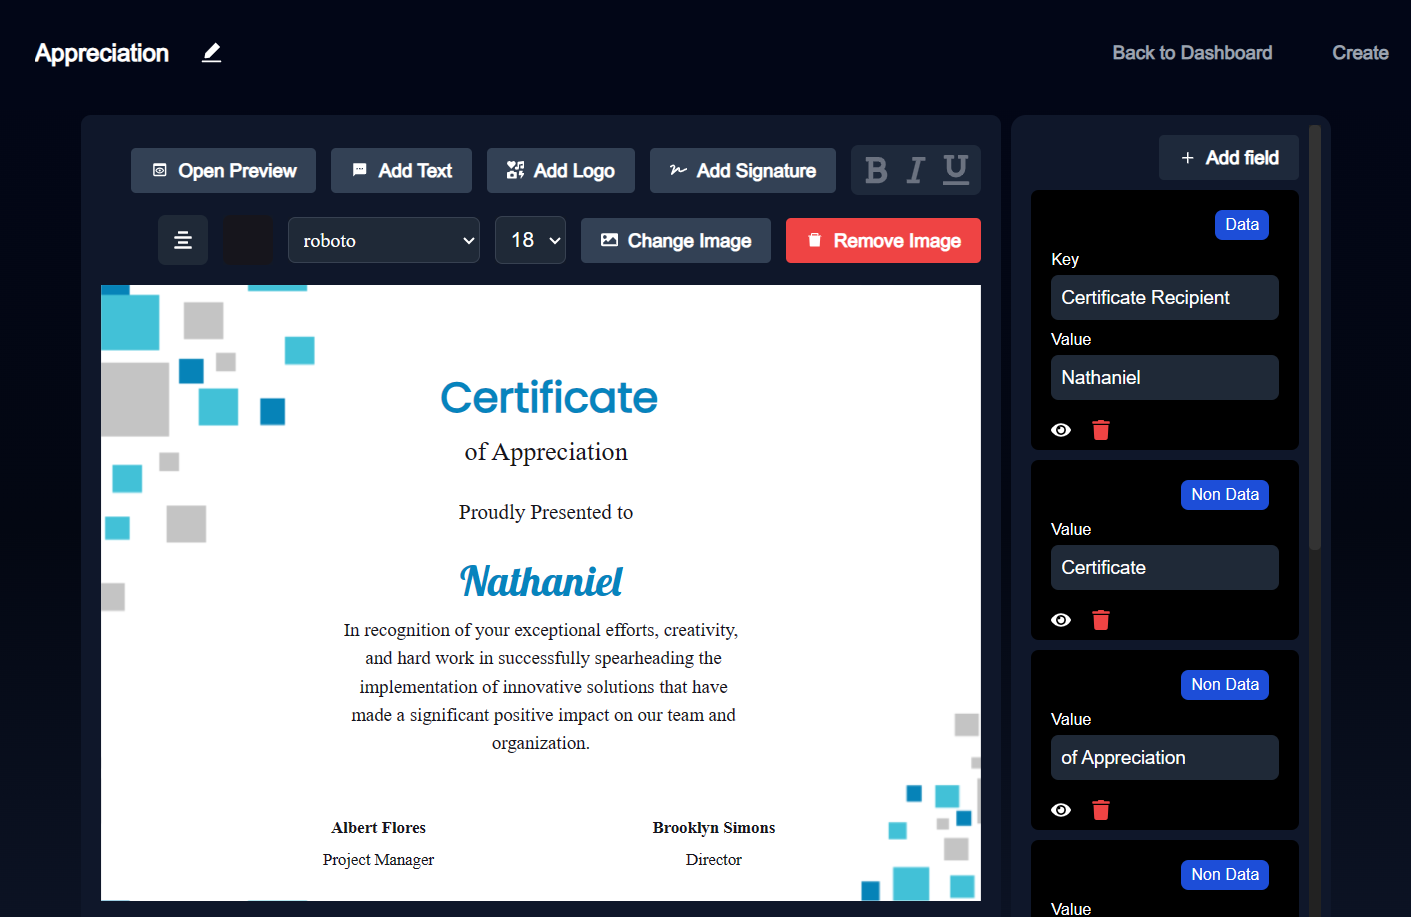 Appreciation
Back to Dashboard
Create
Open Preview
Add Text
Add Logo
Add Signature
B I U
roboto
18
Change Image
Remove Image
Certificate
of Appreciation
Proudly Presented to
Nathaniel
In recognition of your exceptional efforts, creativity,
and hard work in successfully spearheading the
implementation of innovative solutions that have
made a significant positive impact on our team and
organization.
Albert Flores
Project Manager
Brooklyn Simons
Director
+ Add field
Data
Key
Certificate Recipient
Value
Nathaniel
Non Data
Value
Certificate
Non Data
Value
of Appreciation
Non Data
Value